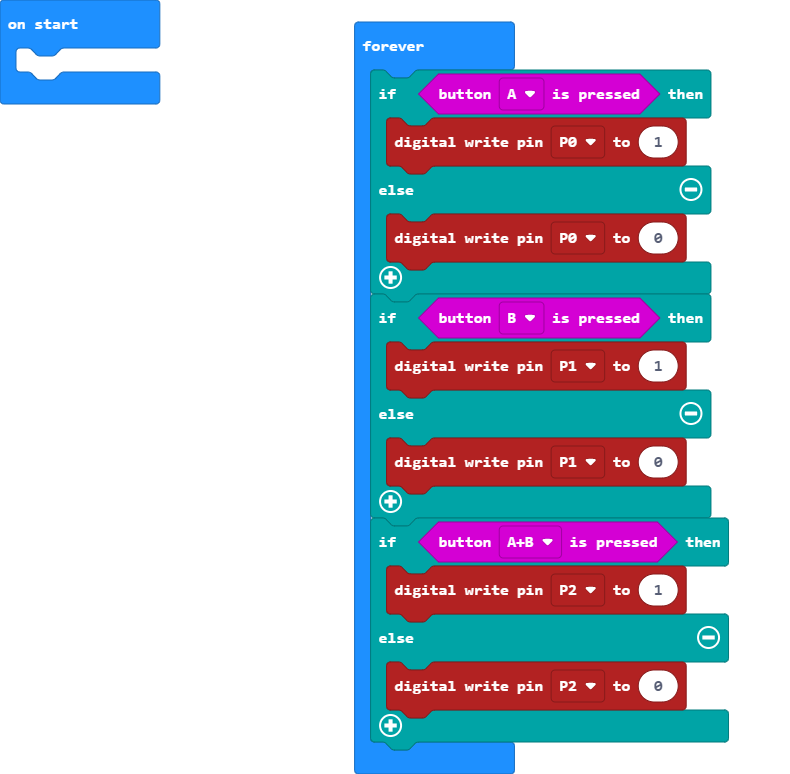 on start
forever
if button A is pressed then
digital write pin P0 to 1
else
digital write pin P0 to 0
if button B is pressed then
digital write pin P1 to 1
else
digital write pin P1 to 0
if button A+B is pressed then
digital write pin P2 to 1
else
digital write pin P2 to 0